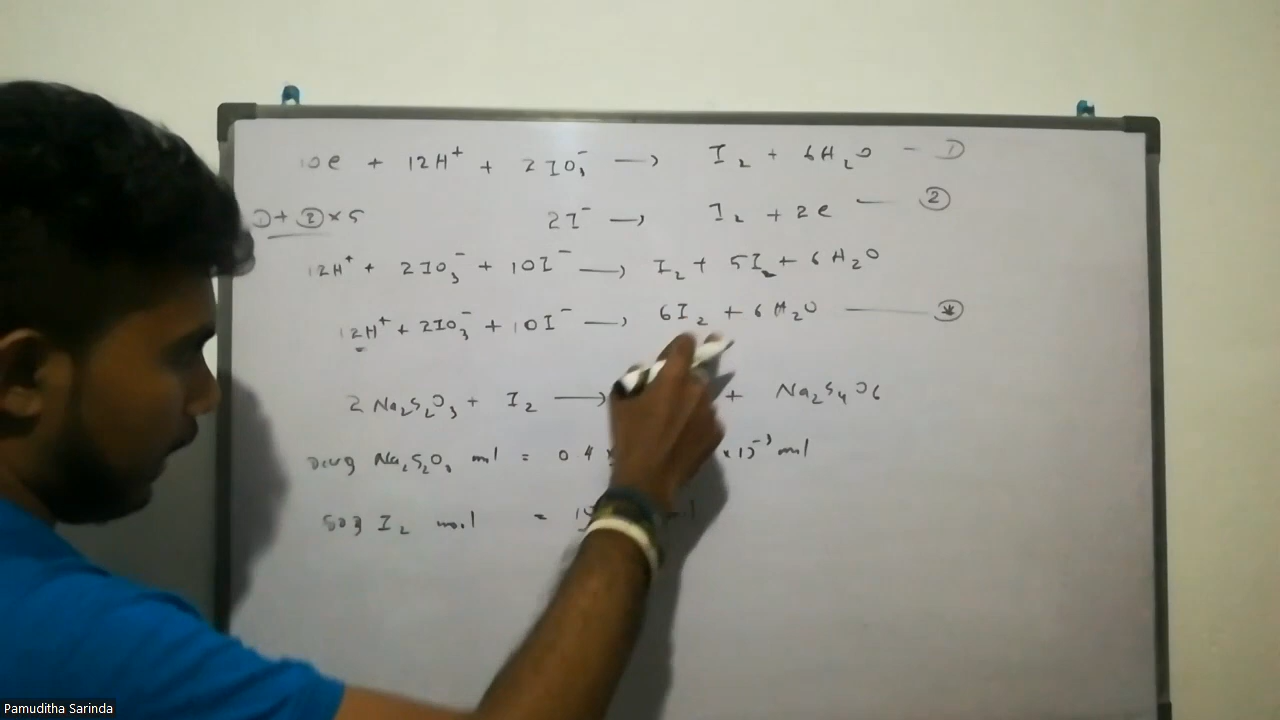 10e + 12H⁺ + 2IO₃⁻ → I₂ + 6H₂O - ①
①+②×5
2I⁻ → I₂ + 2e — ②
12H⁺ + 2IO₃⁻ + 10I⁻ → I₂ + 5I₂ + 6H₂O
12H⁺ + 2IO₃⁻ + 10I⁻ → 6I₂ + 6H₂O — ⊛
2Na₂S₂O₃ + I₂ → + Na₂S₄O6
Na₂S₂O₃ mol = 0.4 ×10⁻³ mol
I₂ mol =
Pamuditha Sarinda